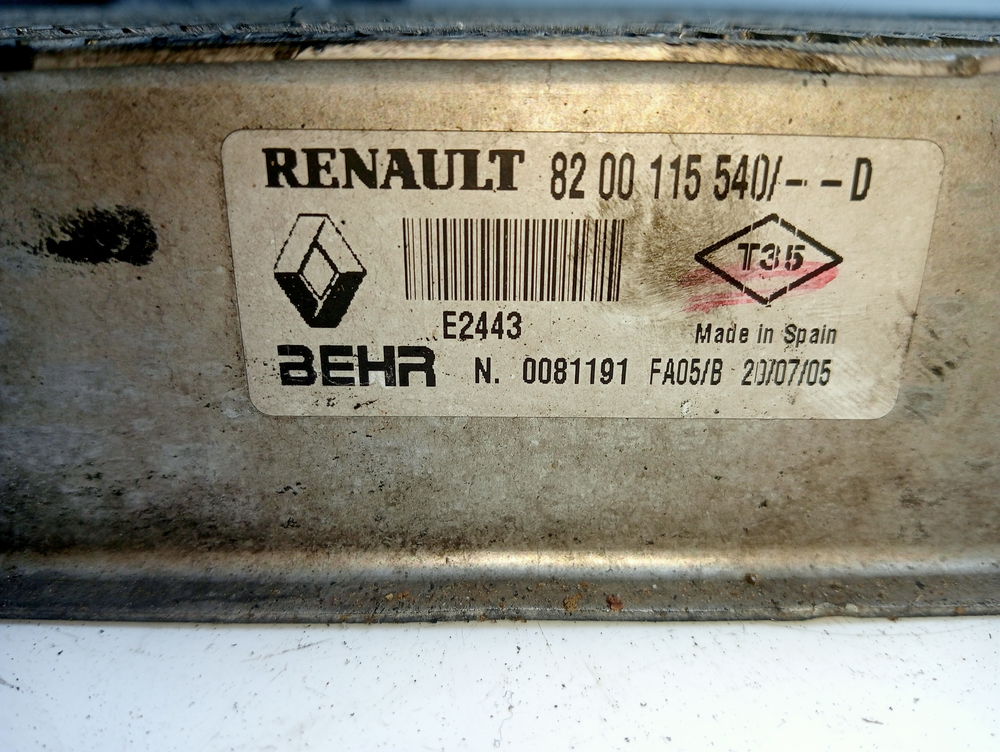 RENAULT 82 00 115 540/- -D
T35
E2443
Made in Spain
BEHR N. 0081191 FA05/B 20/07/05